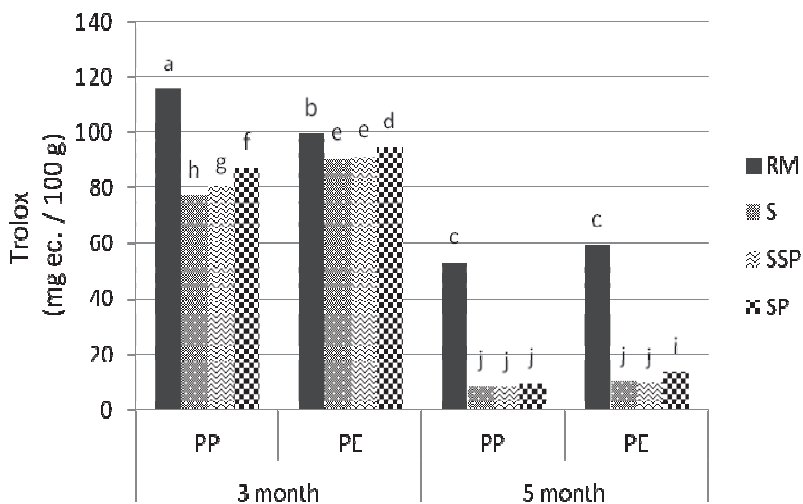 140
120
100
80
60
40
20
0
Trolox
(mg ec. / 100 g)
a
h
g
f
b
e
e
d
c
j
j
j
c
j
j
i
RM
S
SSP
SP
PP
PE
PP
PE
3 month
5 month